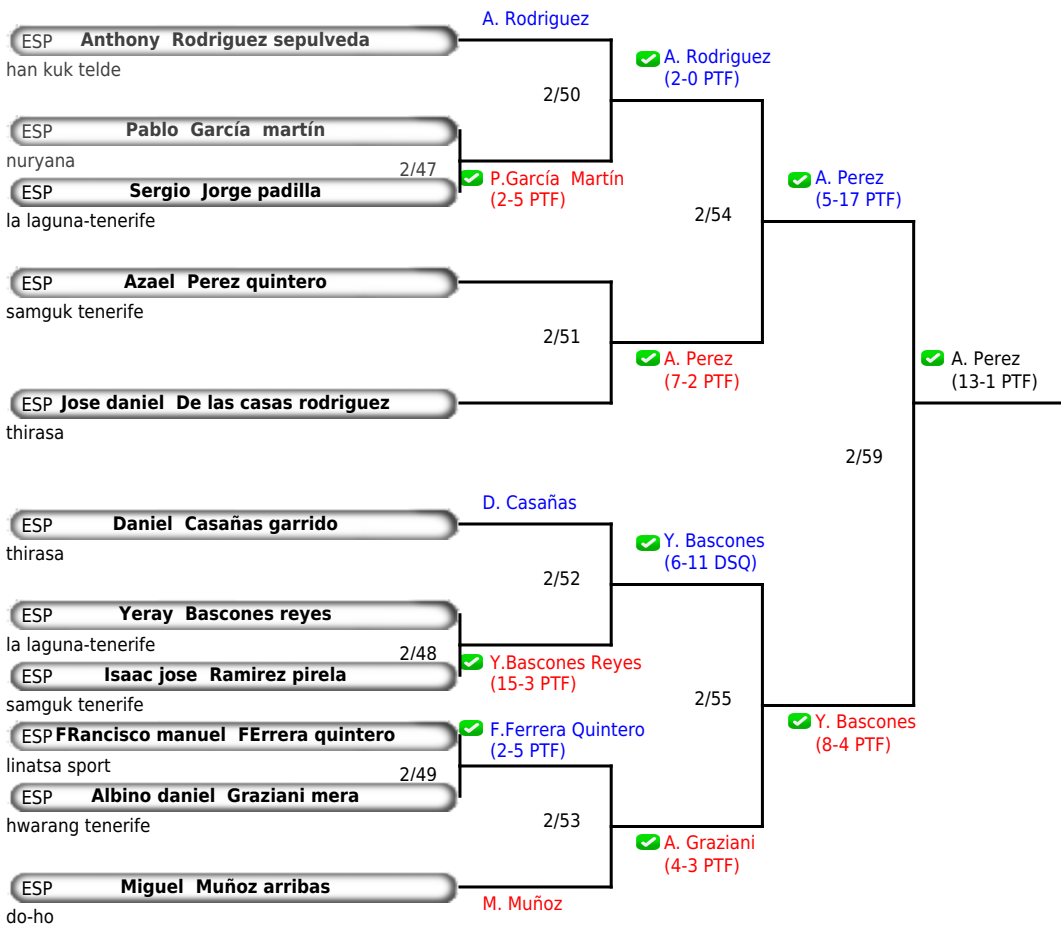 A. Rodriguez
ESP Anthony Rodriguez sepulveda
han kuk telde
A. Rodriguez
(2-0 PTF)
2/50
ESP Pablo García martín
nuryana
2/47
P.García Martín
(2-5 PTF)
ESP Sergio Jorge padilla
la laguna-tenerife
A. Perez
(5-17 PTF)
2/54
ESP Azael Perez quintero
samguk tenerife
2/51
A. Perez
(7-2 PTF)
A. Perez
(13-1 PTF)
ESP Jose daniel De las casas rodriguez
thirasa
2/59
D. Casañas
ESP Daniel Casañas garrido
thirasa
Y. Bascones
(6-11 DSQ)
2/52
ESP Yeray Bascones reyes
la laguna-tenerife
2/48
Y.Bascones Reyes
(15-3 PTF)
ESP Isaac jose Ramirez pirela
samguk tenerife
2/55
Y. Bascones
(8-4 PTF)
ESP FRancisco manuel FErrera quintero
linatsa sport
F.Ferrera Quintero
(2-5 PTF)
2/49
ESP Albino daniel Graziani mera
hwarang tenerife
2/53
A. Graziani
(4-3 PTF)
ESP Miguel Muñoz arribas
do-ho
M. Muñoz